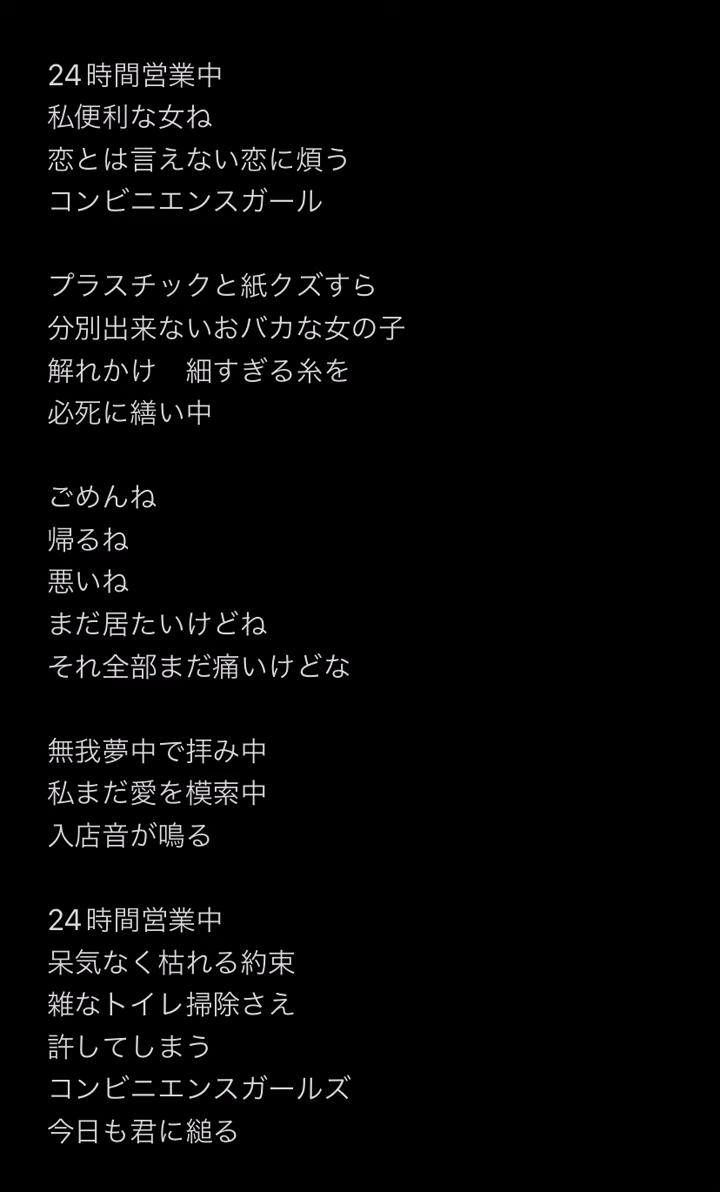 24時間営業中
私便利な女ね
恋とは言えない恋に煩う
コンビニエンスガール
プラスチックと紙クズすら
分別出来ないおバカな女の子
解れかけ　細すぎる糸を
必死に繕い中
ごめんね
帰るね
悪いね
まだ居たいけどね
それ全部まだ痛いけどな
無我夢中で拝み中
私まだ愛を模索中
入店音が鳴る
24時間営業中
呆気なく枯れる約束
雑なトイレ掃除さえ
許してしまう
コンビニエンスガールズ
今日も君に縋る